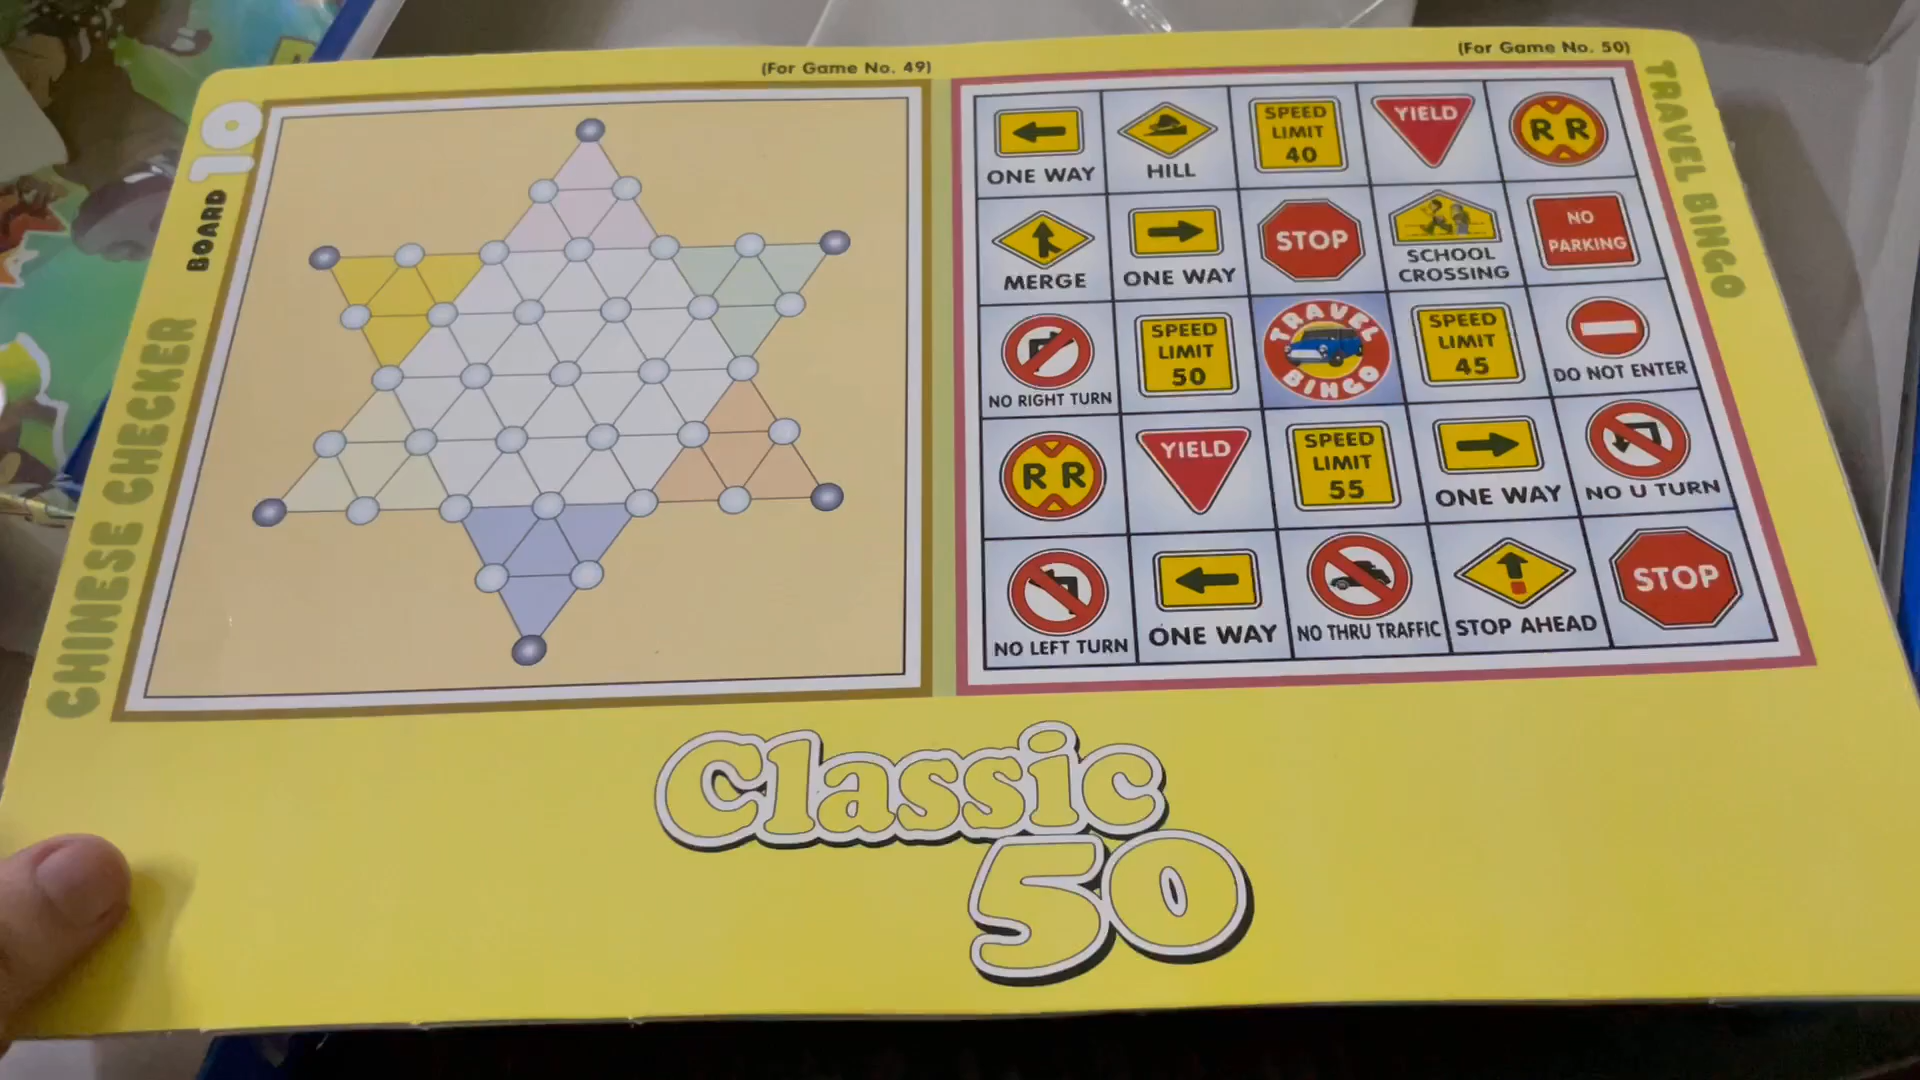 (For Game No. 49)
BOARD 10
CHINESE CHECKER
(For Game No. 50)
TRAVEL BINGO
ONE WAY
HILL
SPEED
LIMIT
40
YIELD
R R
MERGE
ONE WAY
STOP
SCHOOL
CROSSING
NO
PARKING
NO RIGHT TURN
SPEED
LIMIT
50
TRAVEL
BINGO
SPEED
LIMIT
45
DO NOT ENTER
R R
YIELD
SPEED
LIMIT
55
ONE WAY
NO U TURN
NO LEFT TURN
ONE WAY
NO THRU TRAFFIC
STOP AHEAD
STOP
Classic
50